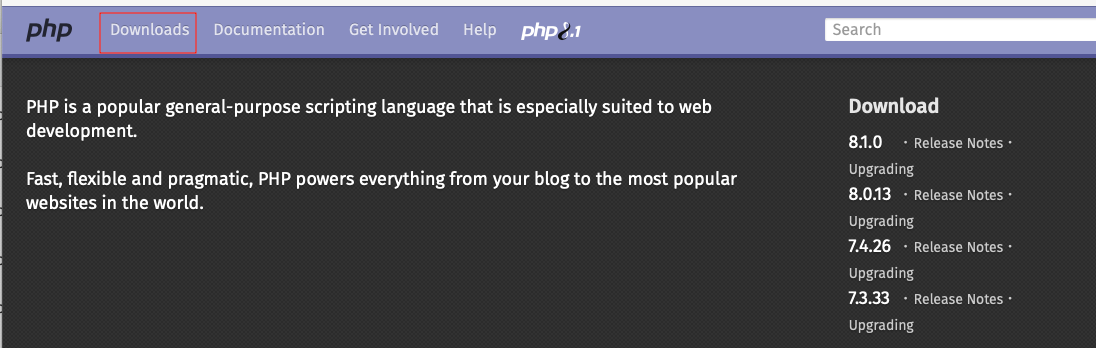 php Downloads Documentation Get Involved Help php8.1 Search
PHP is a popular general-purpose scripting language that is especially suited to web
development.
Fast, flexible and pragmatic, PHP powers everything from your blog to the most popular
websites in the world.
Download
8.1.0 · Release Notes ·
Upgrading
8.0.13 · Release Notes ·
Upgrading
7.4.26 · Release Notes ·
Upgrading
7.3.33 · Release Notes ·
Upgrading